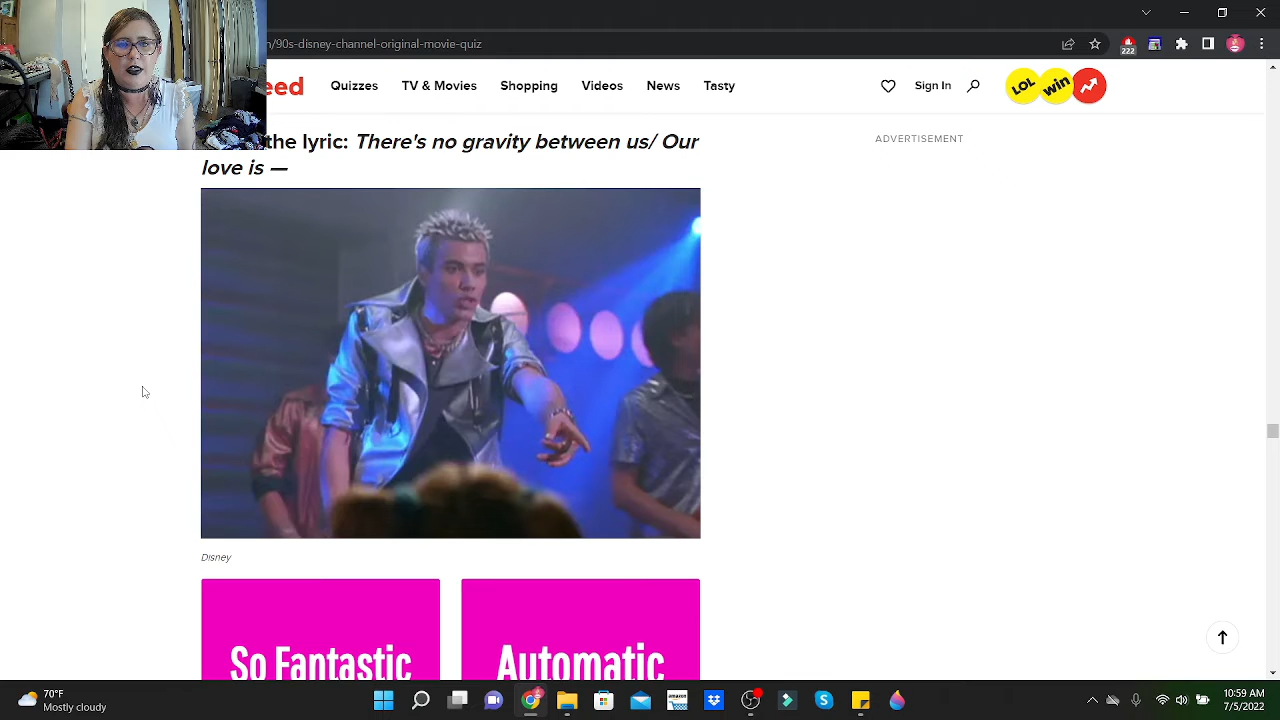 n/90s-disney-channel-original-movie-quiz
222
eed
Quizzes
TV & Movies
Shopping
Videos
News
Tasty
Sign In
LOL
win
the lyric: There's no gravity between us/ Our
love is —
ADVERTISEMENT
Disney
So Fantastic
Automatic
70°F
Mostly cloudy
amazon
10:59 AM
7/5/2022